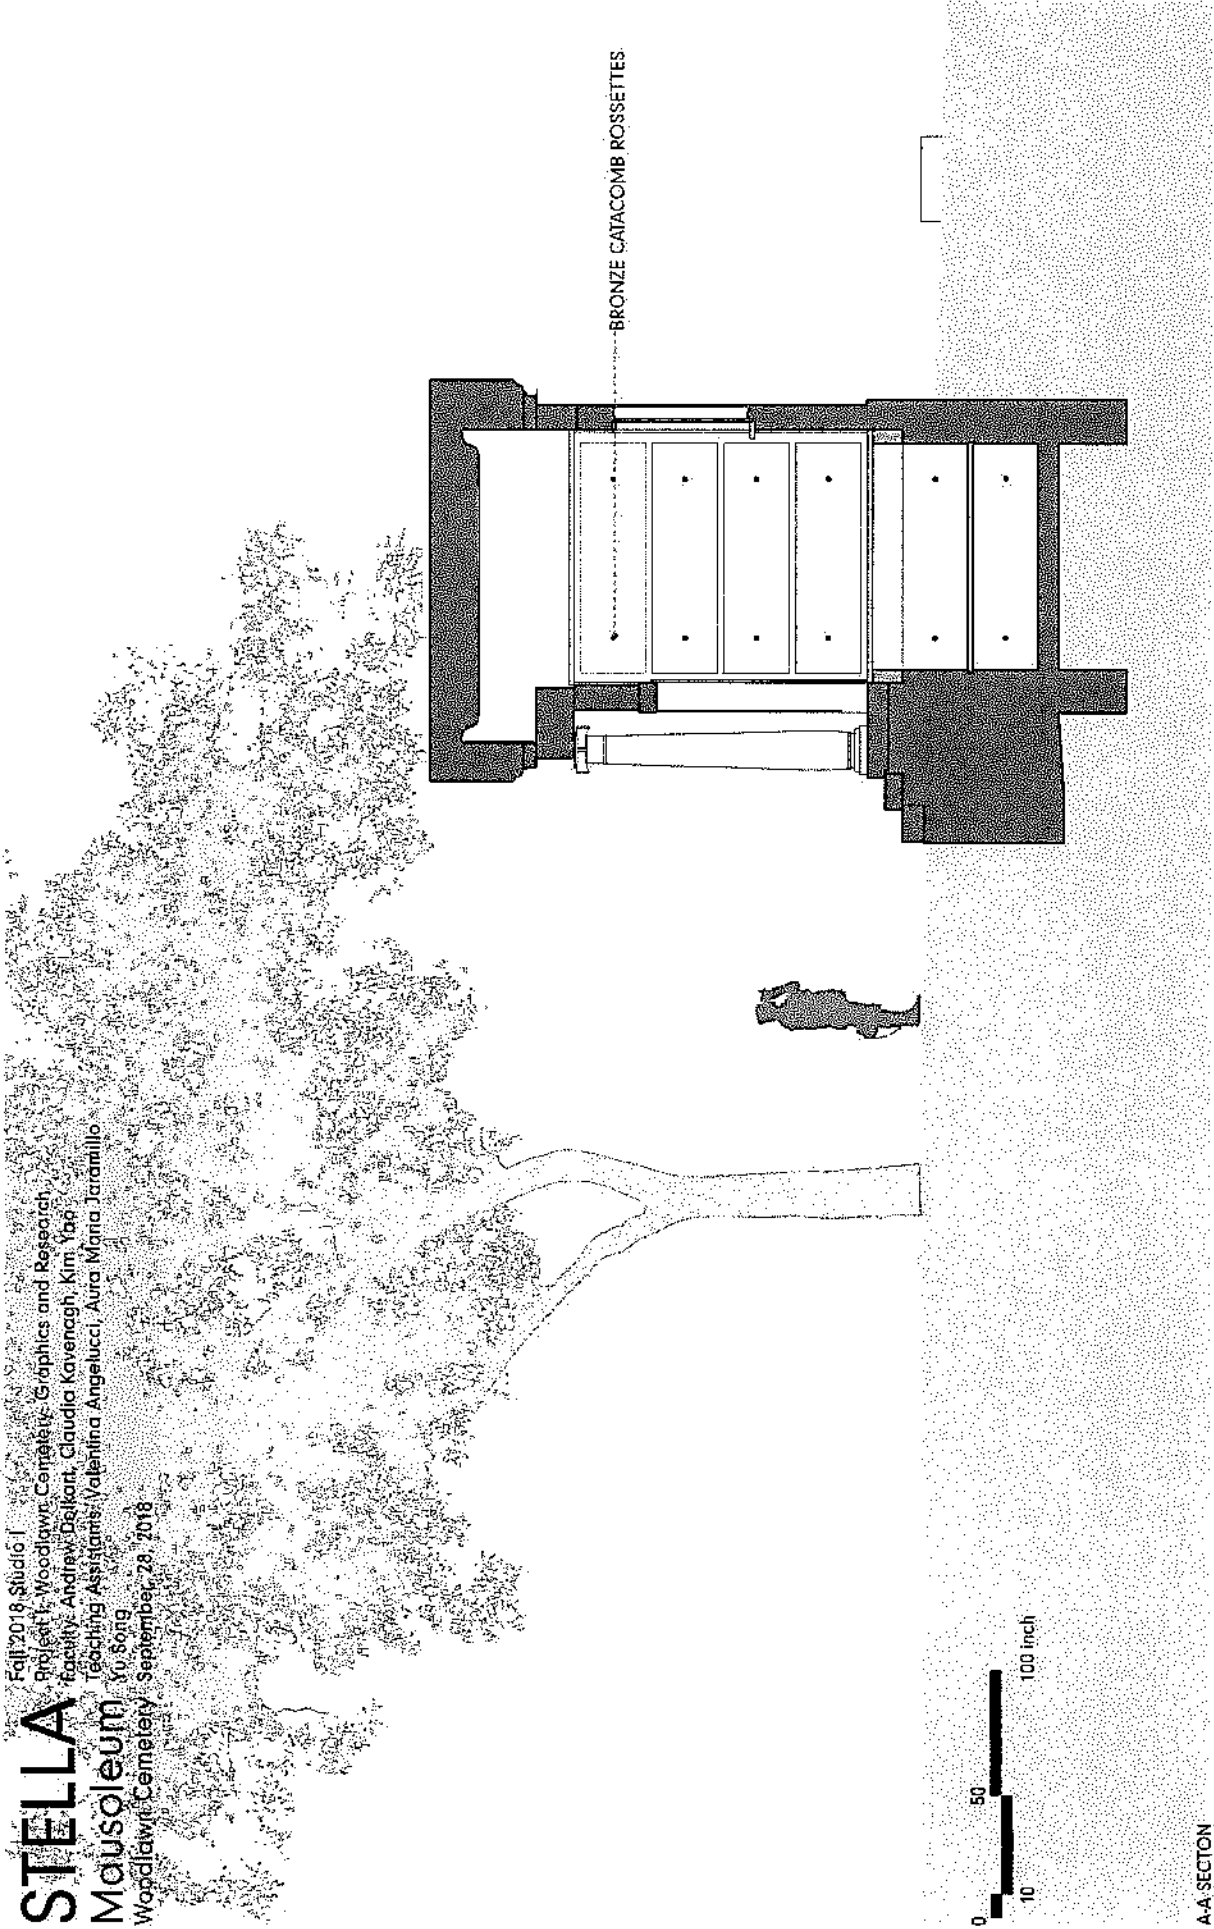 STELLA
Mausoleum
Woodlawn Cemetery
Fall 2018 Studio I
Project I: Woodlawn Cemetery: Graphics and Research
Faculty: Andrew Dolkart, Claudia Kavenagh, Kim Yao
Teaching Assistants: Valentina Angelucci, Aura Maria Jaramillo
Yu Song
September, 28, 2018
BRONZE CATACOMB ROSSETTES
0
10
50
100 inch
A-A SECTON